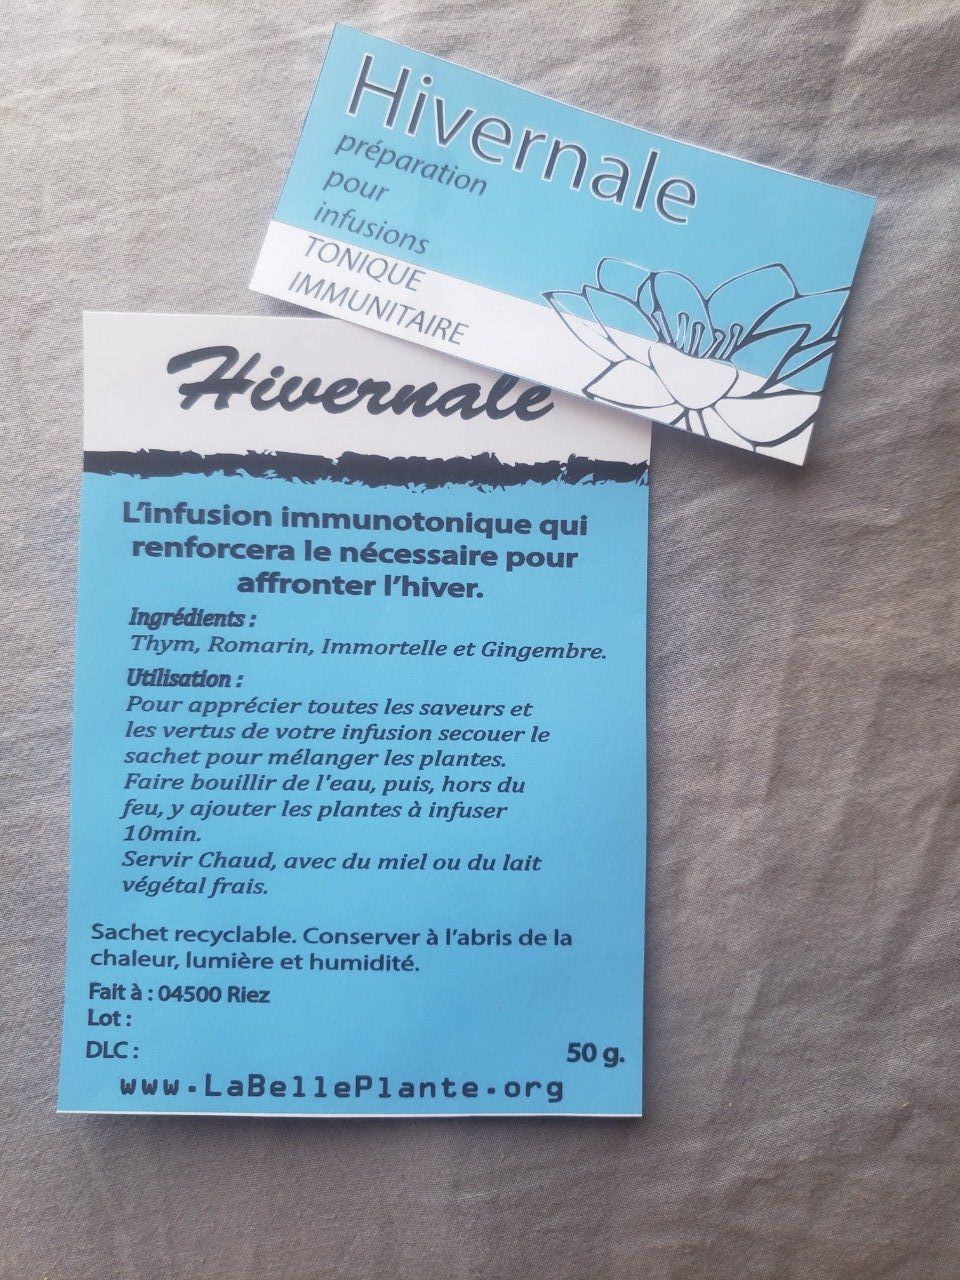 Hivernale
préparation
pour
infusions
TONIQUE
IMMUNITAIRE
Hivernale
L'infusion immunotonique qui
renforcera le nécessaire pour
affronter l'hiver.
Ingrédients :
Thym, Romarin, Immortelle et Gingembre.
Utilisation :
Pour apprécier toutes les saveurs et
les vertus de votre infusion secouer le
sachet pour mélanger les plantes.
Faire bouillir de l'eau, puis, hors du
feu, y ajouter les plantes à infuser
10min.
Servir Chaud, avec du miel ou du lait
végétal frais.
Sachet recyclable. Conserver à l'abris de la
chaleur, lumière et humidité.
Fait à : 04500 Riez
Lot :
DLC : 50 g.
www.LaBellePlante.org